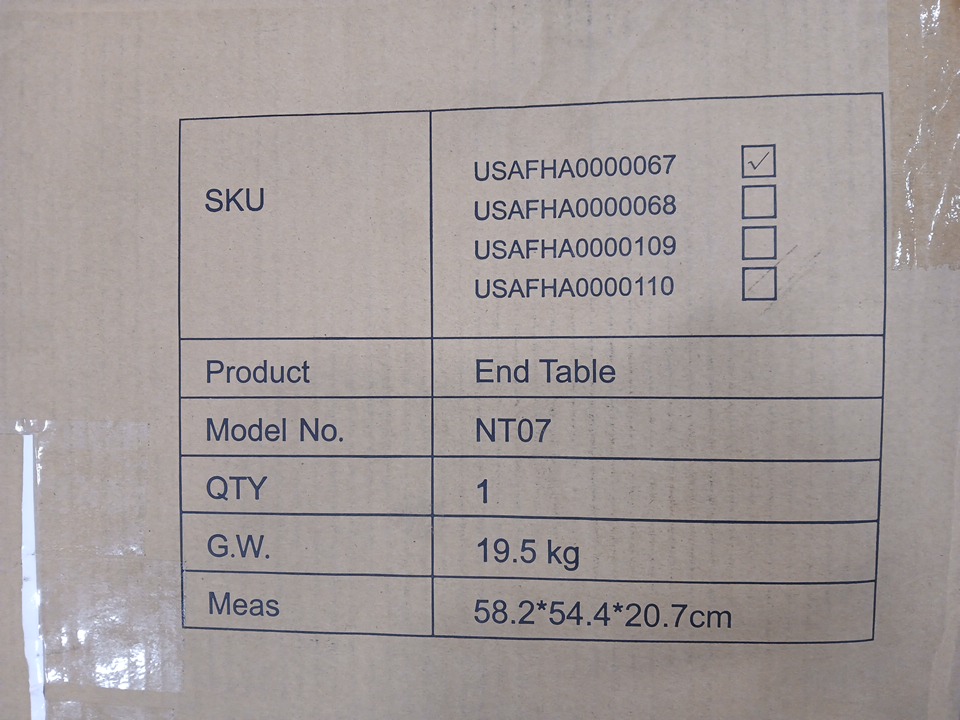 SKU
USAFHA0000067 ☑
USAFHA0000068 ☐
USAFHA0000109 ☐
USAFHA0000110 ☐
Product End Table
Model No. NT07
QTY 1
G.W. 19.5 kg
Meas 58.2*54.4*20.7cm